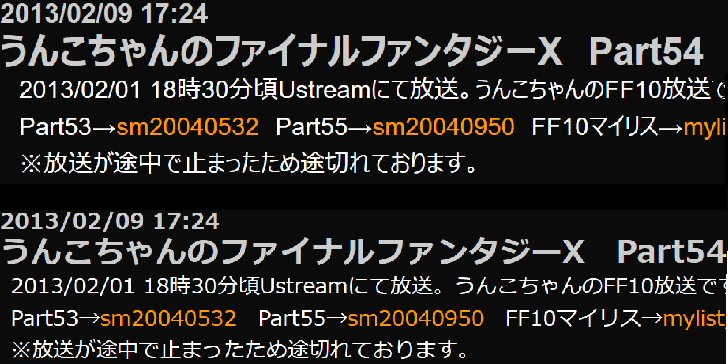 2013/02/09 17:24
うんこちゃんのファイナルファンタジーX　Part54
2013/02/01 18時30分頃Ustreamにて放送。うんこちゃんのFF10放送で
Part53→sm20040532　Part55→sm20040950　FF10マイリス→myli
※放送が途中で止まったため途切れております。
2013/02/09 17:24
うんこちゃんのファイナルファンタジーX　Part54
2013/02/01 18時30分頃Ustreamにて放送。うんこちゃんのFF10放送です
Part53→sm20040532　Part55→sm20040950　FF10マイリス→mylist
※放送が途中で止まったため途切れております。